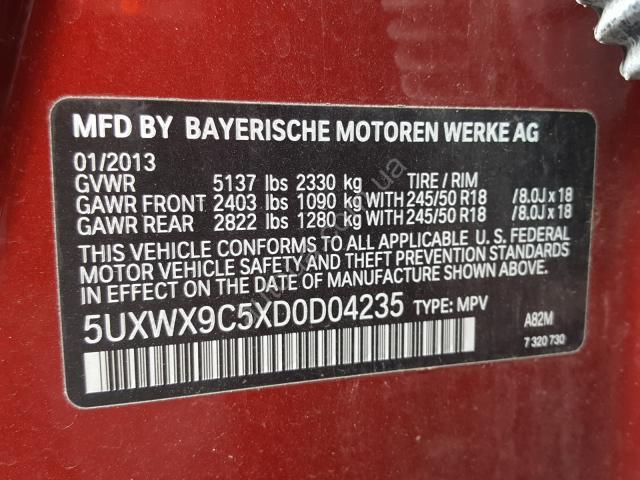 MFD BY BAYERISCHE MOTOREN WERKE AG
01/2013
GVWR 5137 lbs 2330 kg TIRE / RIM
GAWR FRONT 2403 lbs 1090 kg WITH 245/50 R18 /8.0J x 18
GAWR REAR 2822 lbs 1280 kg WITH 245/50 R18 /8.0J x 18
THIS VEHICLE CONFORMS TO ALL APPLICABLE U. S. FEDERAL
MOTOR VEHICLE SAFETY AND THEFT PREVENTION STANDARDS
IN EFFECT ON THE DATE OF MANUFACTURE SHOWN ABOVE.
5UXWX9C5XD0D04235 TYPE: MPV
A82M
7 320 730